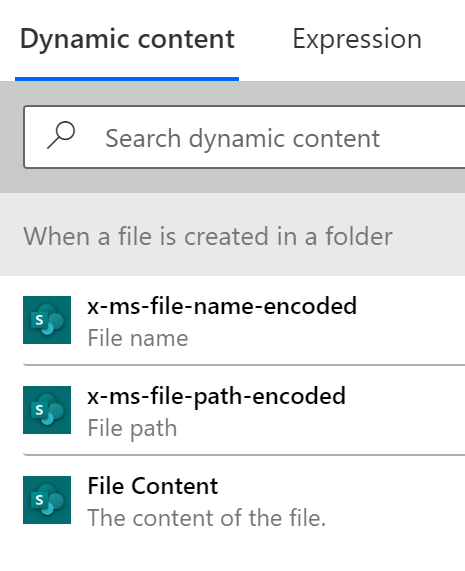 Dynamic content Expression
Search dynamic content
When a file is created in a folder
x-ms-file-name-encoded
File name
x-ms-file-path-encoded
File path
File Content
The content of the file.
S
S
S